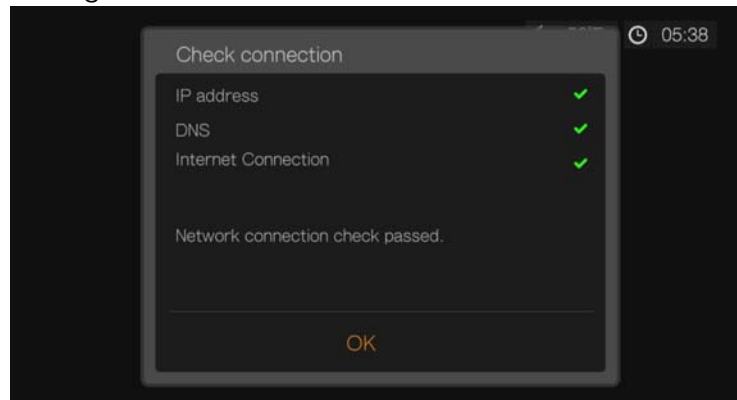 05:38
Check connection
IP address
DNS
Internet Connection
Network connection check passed.
OK